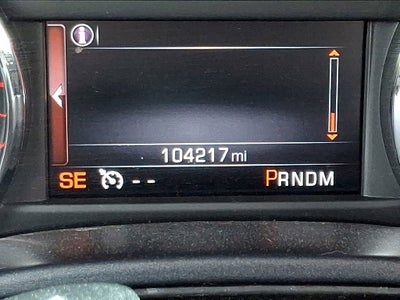 i
104217 mi
SE -- PRNDM